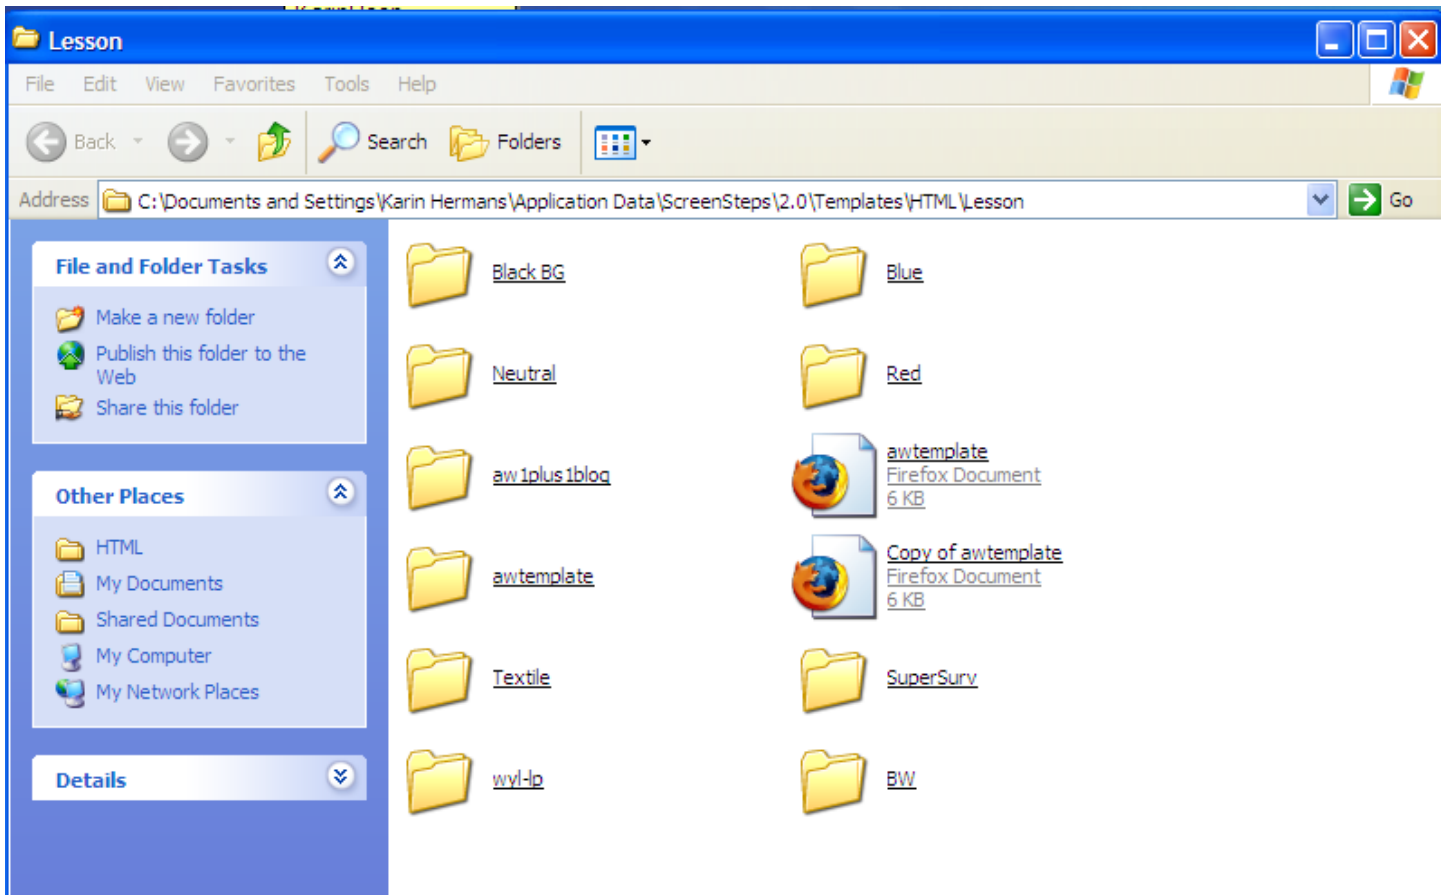 Lesson
File Edit View Favorites Tools Help
Back Search Folders
Address C:\Documents and Settings\Karin Hermans\Application Data\ScreenSteps\2.0\Templates\HTML\Lesson Go
File and Folder Tasks
Make a new folder
Publish this folder to the
Web
Share this folder
Other Places
HTML
My Documents
Shared Documents
My Computer
My Network Places
Details
Black BG
Blue
Neutral
Red
aw1plus1blog
awtemplate
Firefox Document
6 KB
awtemplate
Copy of awtemplate
Firefox Document
6 KB
Textile
SuperSurv
wyl-lp
BW